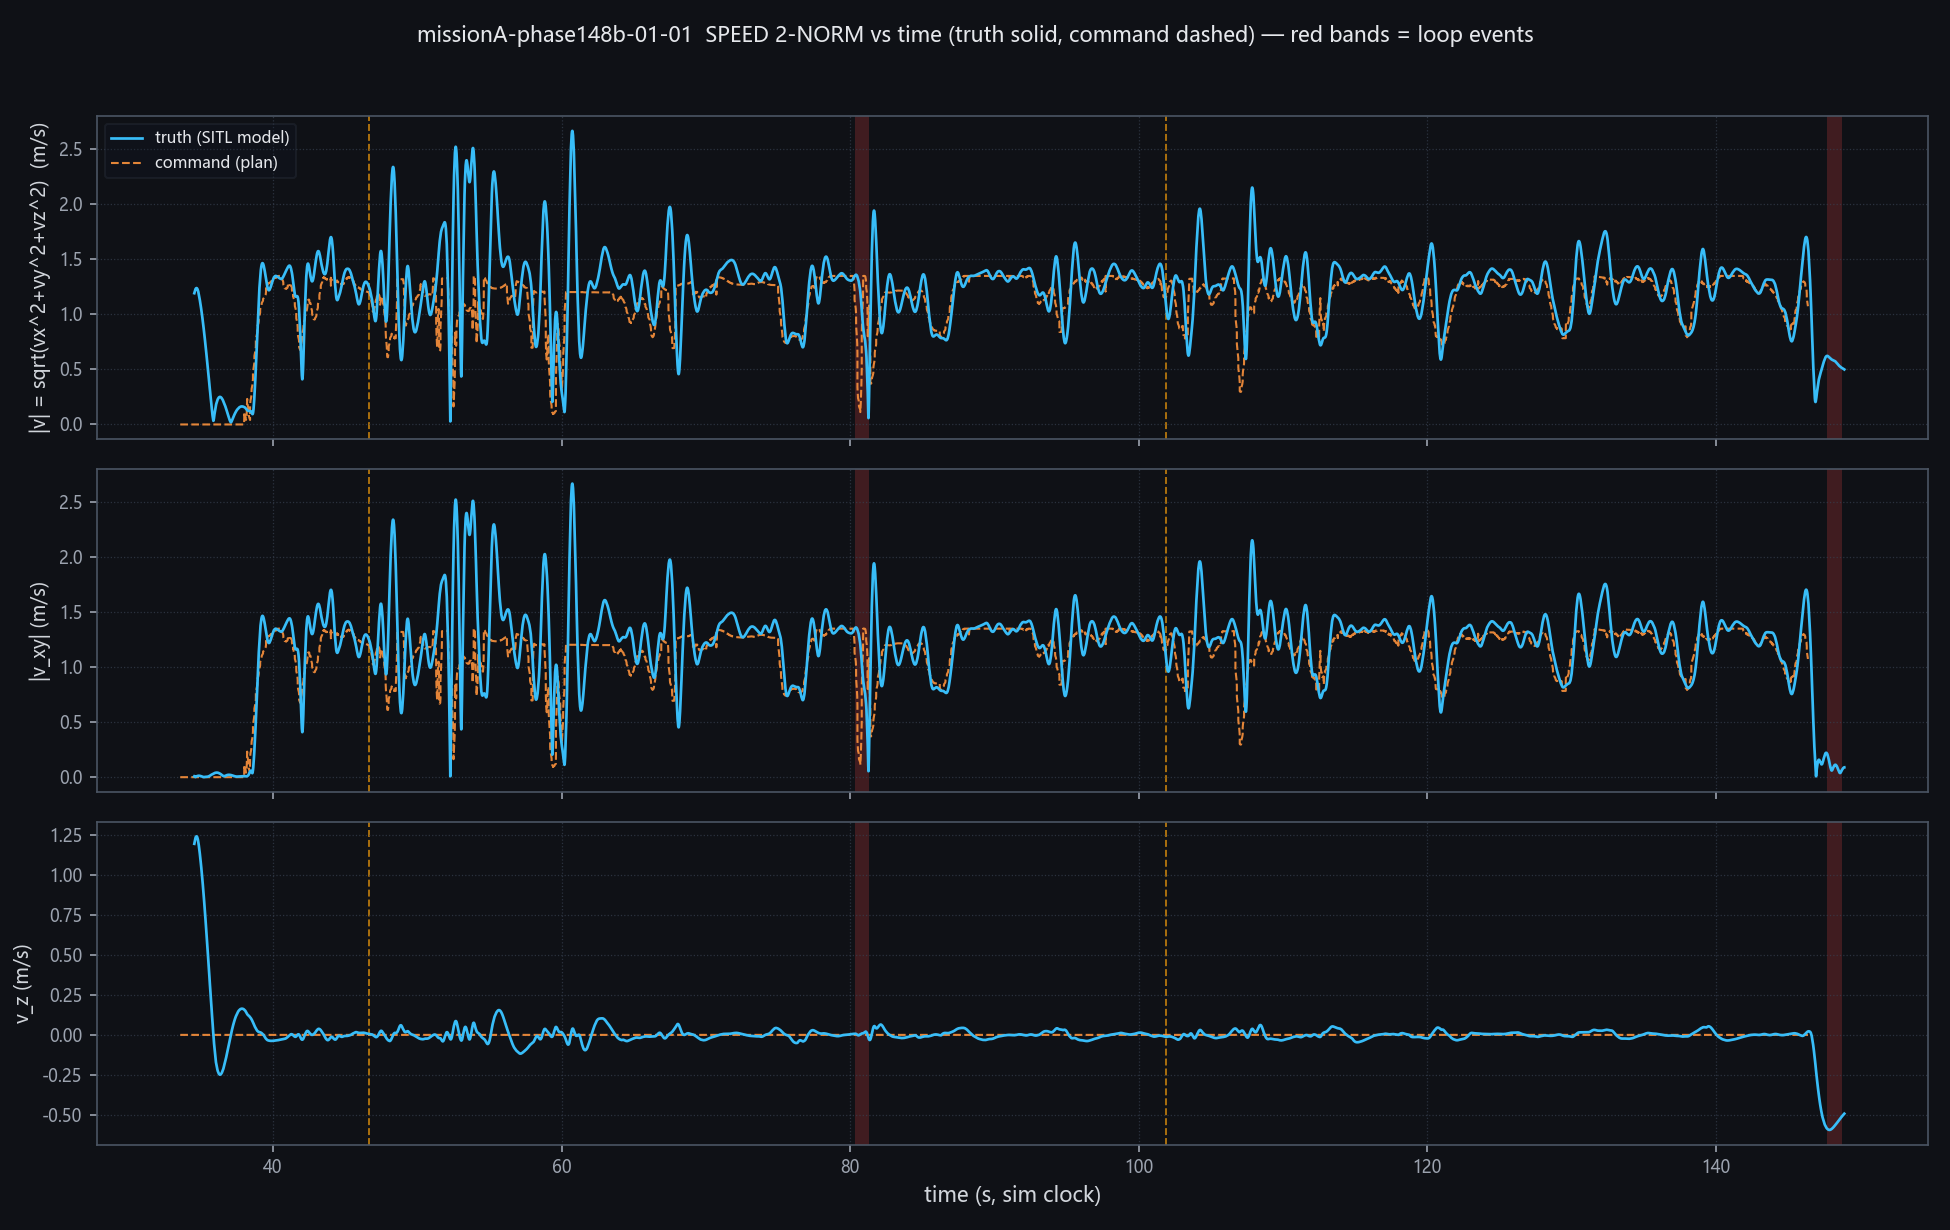 missionA-phase148b-01-01  SPEED 2-NORM vs time (truth solid, command dashed) — red bands = loop events
|v| = sqrt(vx^2+vy^2+vz^2)  (m/s)
2.5
2.0
1.5
1.0
0.5
0.0
truth (SITL model)
command (plan)
|v_xy| (m/s)
2.5
2.0
1.5
1.0
0.5
0.0
v_z (m/s)
1.25
1.00
0.75
0.50
0.25
0.00
-0.25
-0.50
40 60 80 100 120 140
time (s, sim clock)